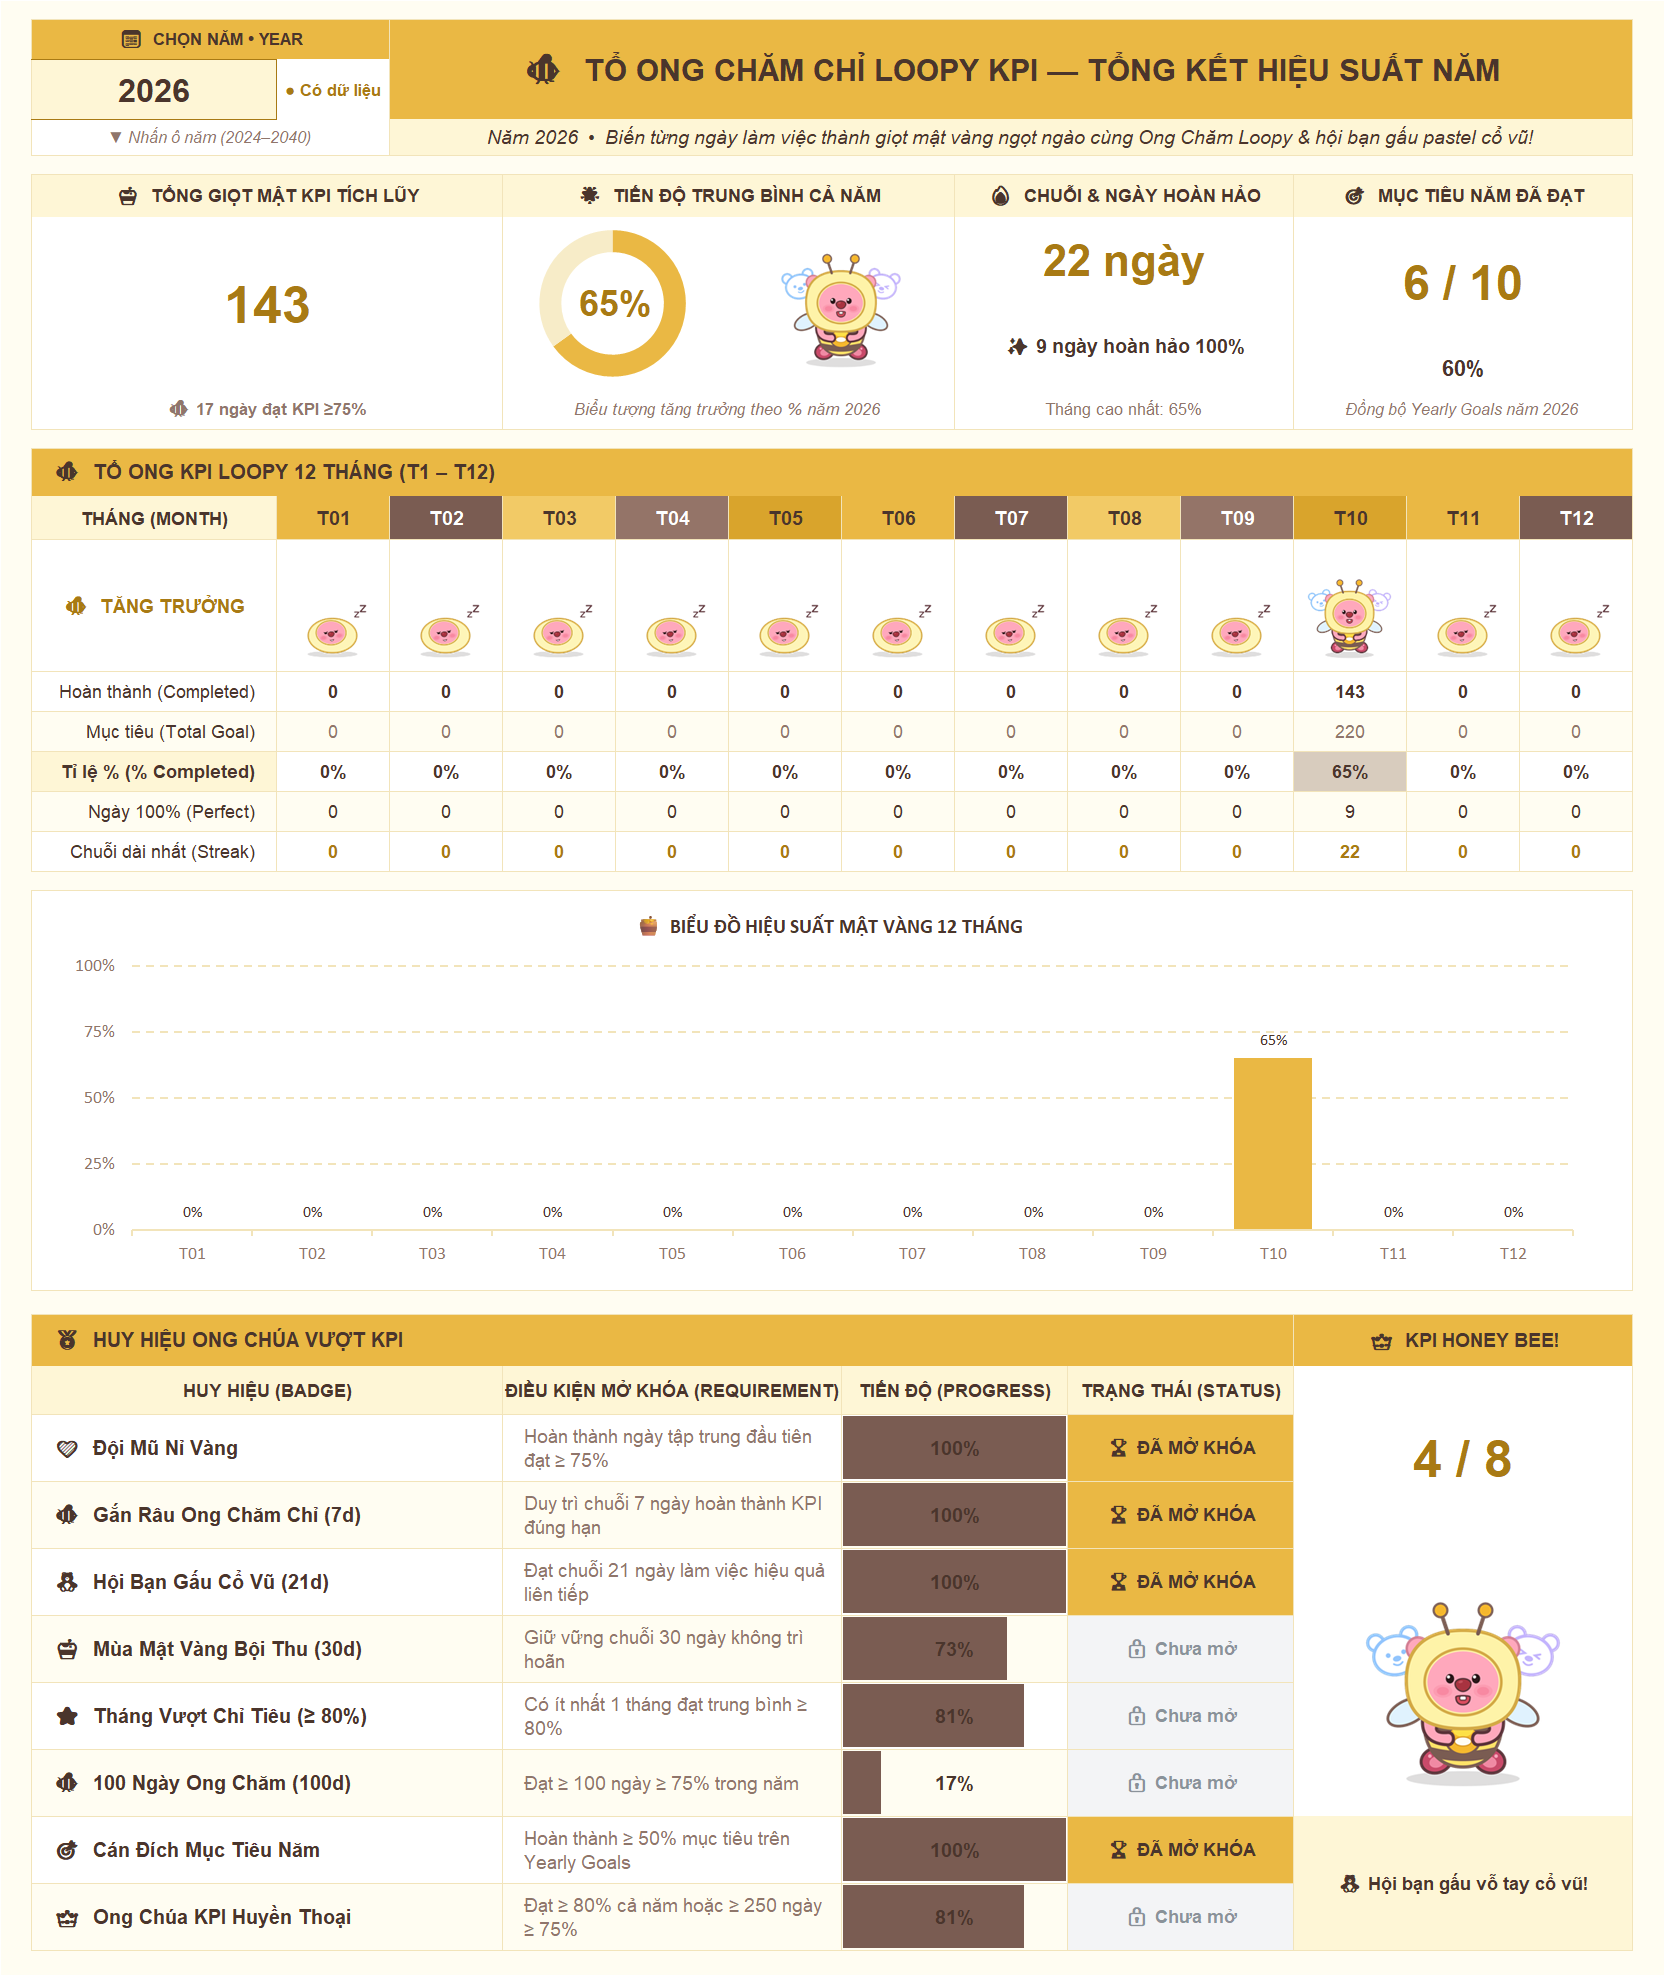 CHỌN NĂM • YEAR
2026
● Có dữ liệu
▼ Nhấn ô năm (2024–2040)
TỔ ONG CHĂM CHỈ LOOPY KPI — TỔNG KẾT HIỆU SUẤT NĂM
Năm 2026 • Biến từng ngày làm việc thành giọt mật vàng ngọt ngào cùng Ong Chăm Loopy & hội bạn gấu pastel cổ vũ!
TỔNG GIỌT MẬT KPI TÍCH LŨY
143
17 ngày đạt KPI ≥75%
TIẾN ĐỘ TRUNG BÌNH CẢ NĂM
65%
Biểu tượng tăng trưởng theo % năm 2026
CHUỖI & NGÀY HOÀN HẢO
22 ngày
9 ngày hoàn hảo 100%
Tháng cao nhất: 65%
MỤC TIÊU NĂM ĐÃ ĐẠT
6 / 10
60%
Đồng bộ Yearly Goals năm 2026
TỔ ONG KPI LOOPY 12 THÁNG (T1 – T12)
THÁNG (MONTH) T01 T02 T03 T04 T05 T06 T07 T08 T09 T10 T11 T12
TĂNG TRƯỞNG zZ zZ zZ zZ zZ zZ zZ zZ zZ zZ zZ
Hoàn thành (Completed) 0 0 0 0 0 0 0 0 0 143 0 0
Mục tiêu (Total Goal) 0 0 0 0 0 0 0 0 0 220 0 0
Tỉ lệ % (% Completed) 0% 0% 0% 0% 0% 0% 0% 0% 0% 65% 0% 0%
Ngày 100% (Perfect) 0 0 0 0 0 0 0 0 0 9 0 0
Chuỗi dài nhất (Streak) 0 0 0 0 0 0 0 0 0 22 0 0
BIỂU ĐỒ HIỆU SUẤT MẬT VÀNG 12 THÁNG
100%
75%
50%
25%
0%
0% 0% 0% 0% 0% 0% 0% 0% 0% 65% 0% 0%
T01 T02 T03 T04 T05 T06 T07 T08 T09 T10 T11 T12
HUY HIỆU ONG CHÚA VƯỢT KPI
HUY HIỆU (BADGE) ĐIỀU KIỆN MỞ KHÓA (REQUIREMENT) TIẾN ĐỘ (PROGRESS) TRẠNG THÁI (STATUS)
Đội Mũ Nỉ Vàng
Hoàn thành ngày tập trung đầu tiên
đạt ≥ 75%
100%
ĐÃ MỞ KHÓA
Gắn Râu Ong Chăm Chỉ (7d)
Duy trì chuỗi 7 ngày hoàn thành KPI
đúng hạn
100%
ĐÃ MỞ KHÓA
Hội Bạn Gấu Cổ Vũ (21d)
Đạt chuỗi 21 ngày làm việc hiệu quả
liên tiếp
100%
ĐÃ MỞ KHÓA
Mùa Mật Vàng Bội Thu (30d)
Giữ vững chuỗi 30 ngày không trì
hoãn
73%
Chưa mở
Tháng Vượt Chỉ Tiêu (≥ 80%)
Có ít nhất 1 tháng đạt trung bình ≥
80%
81%
Chưa mở
100 Ngày Ong Chăm (100d)
Đạt ≥ 100 ngày ≥ 75% trong năm
17%
Chưa mở
Cán Đích Mục Tiêu Năm
Hoàn thành ≥ 50% mục tiêu trên
Yearly Goals
100%
ĐÃ MỞ KHÓA
Ong Chúa KPI Huyền Thoại
Đạt ≥ 80% cả năm hoặc ≥ 250 ngày
≥ 75%
81%
Chưa mở
KPI HONEY BEE!
4 / 8
Hội bạn gấu vỗ tay cổ vũ!